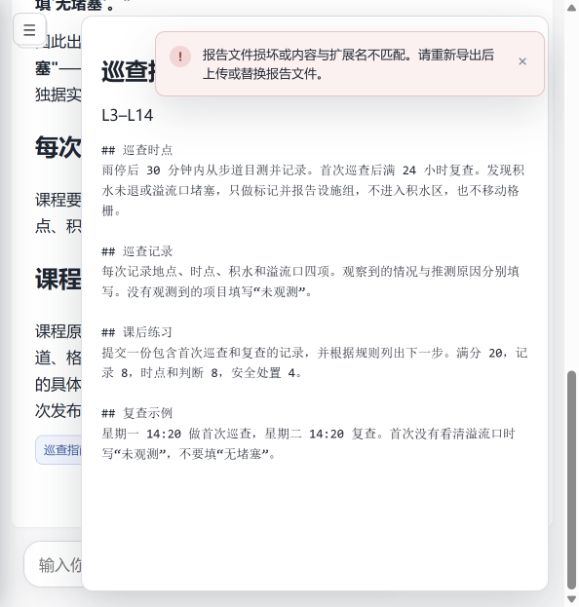 填"无堵塞"。"
塞"——
独据实
每次
课程要
点、积
课程
课程原
道、格
的具体
次发布
巡查指
输入你
报告文件损坏或内容与扩展名不匹配。请重新导出后
上传或替换报告文件。
巡查
L3–L14
## 巡查时点
雨停后 30 分钟内从步道目测并记录。首次巡查后满 24 小时复查。发现积
水未退或溢流口堵塞，只做标记并报告设施组，不进入积水区，也不移动格
栅。
## 巡查记录
每次记录地点、时点、积水和溢流口四项。观察到的情况与推测原因分别填
写。没有观测到的项目填写“未观测”。
## 课后练习
提交一份包含首次巡查和复查的记录，并根据规则列出下一步。满分 20，记
录 8，时点和判断 8，安全处置 4。
## 复查示例
星期一 14:20 做首次巡查，星期二 14:20 复查。首次没有看清溢流口时
写“未观测”，不要填“无堵塞”。